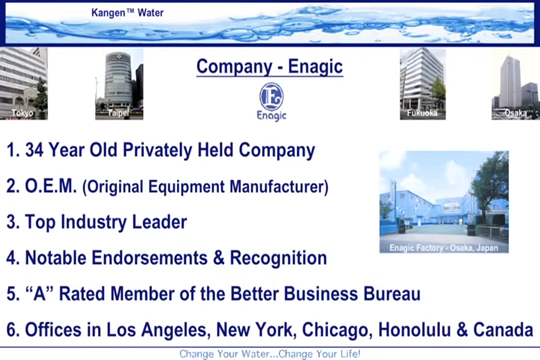 Kangen™ Water
Company - Enagic
Tokyo
Taipei
E
Enagic
Fukuoka
Osaka
1. 34 Year Old Privately Held Company
2. O.E.M. (Original Equipment Manufacturer)
3. Top Industry Leader
4. Notable Endorsements & Recognition
5. “A” Rated Member of the Better Business Bureau
6. Offices in Los Angeles, New York, Chicago, Honolulu & Canada
Enagic Factory - Osaka, Japan
Change Your Water...Change Your Life!